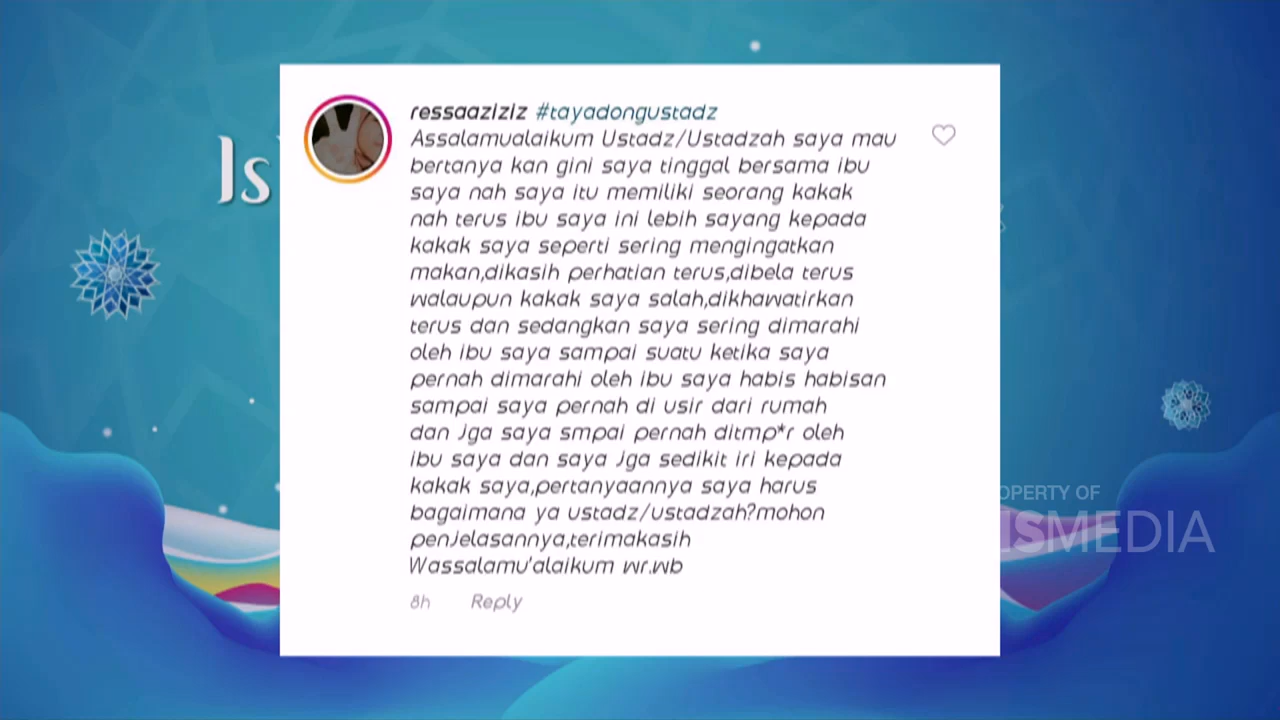 Is
ressaaziziz #tayadongustadz
Assalamualaikum Ustadz/Ustadzah saya mau
bertanya kan gini saya tinggal bersama ibu
saya nah saya itu memiliki seorang kakak
nah terus ibu saya ini lebih sayang kepada
kakak saya seperti sering mengingatkan
makan,dikasih perhatian terus,dibela terus
walaupun kakak saya salah,dikhawatirkan
terus dan sedangkan saya sering dimarahi
oleh ibu saya sampai suatu ketika saya
pernah dimarahi oleh ibu saya habis habisan
sampai saya pernah di usir dari rumah
dan jga saya smpai pernah ditmp*r oleh
ibu saya dan saya jga sedikit iri kepada
kakak saya,pertanyaannya saya harus
bagaimana ya ustadz/ustadzah?mohon
penjelasannya,terimakasih
Wassalamu'alaikum wr.wb
8h Reply
OPERTY OF
ISMEDIA